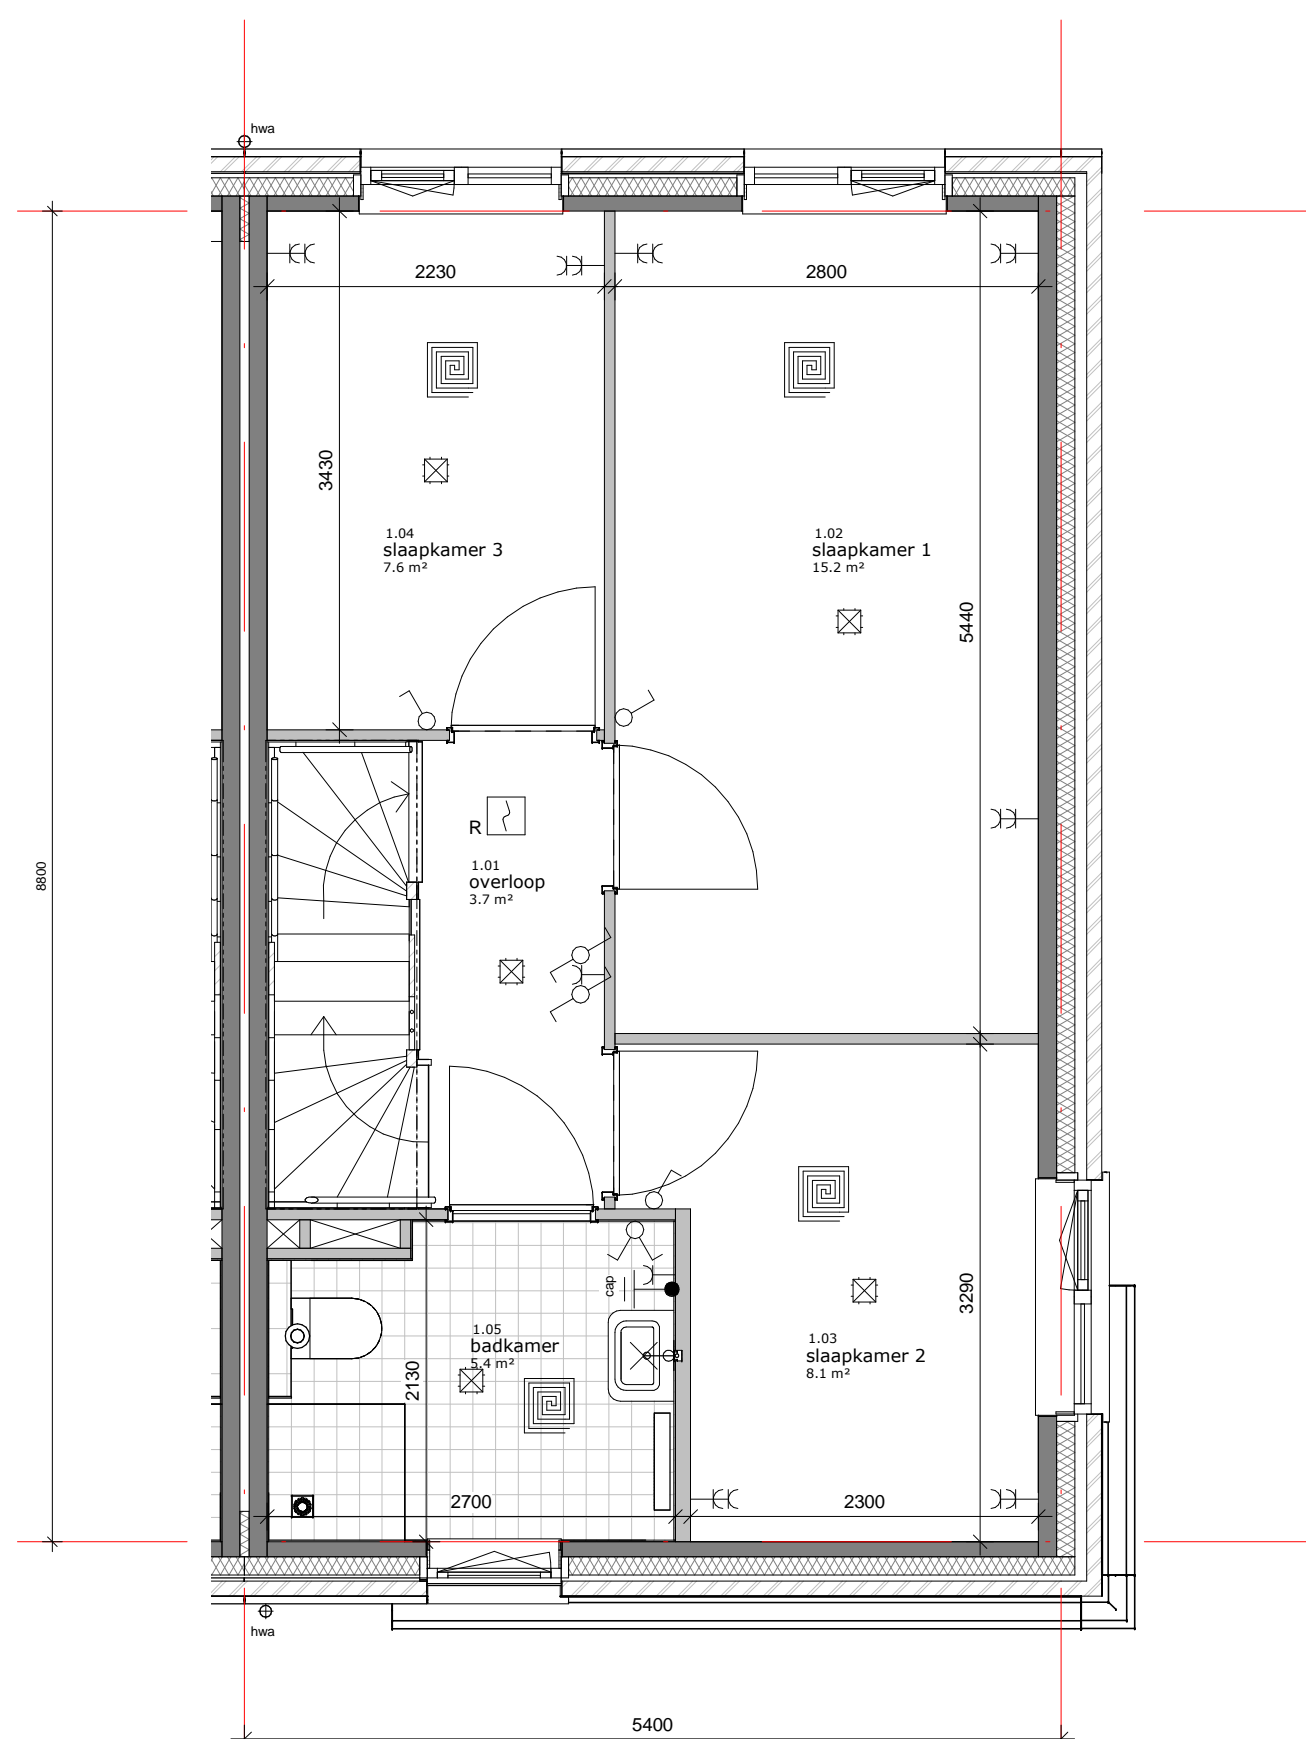 hwa
2230
2800
3430
1.04
slaapkamer 3
7.6 m²
1.02
slaapkamer 1
15.2 m²
5440
R
1.01
overloop
3.7 m²
8800
cap
1.05
badkamer
5.4 m²
2130
3290
1.03
slaapkamer 2
8.1 m²
2700
2300
hwa
5400